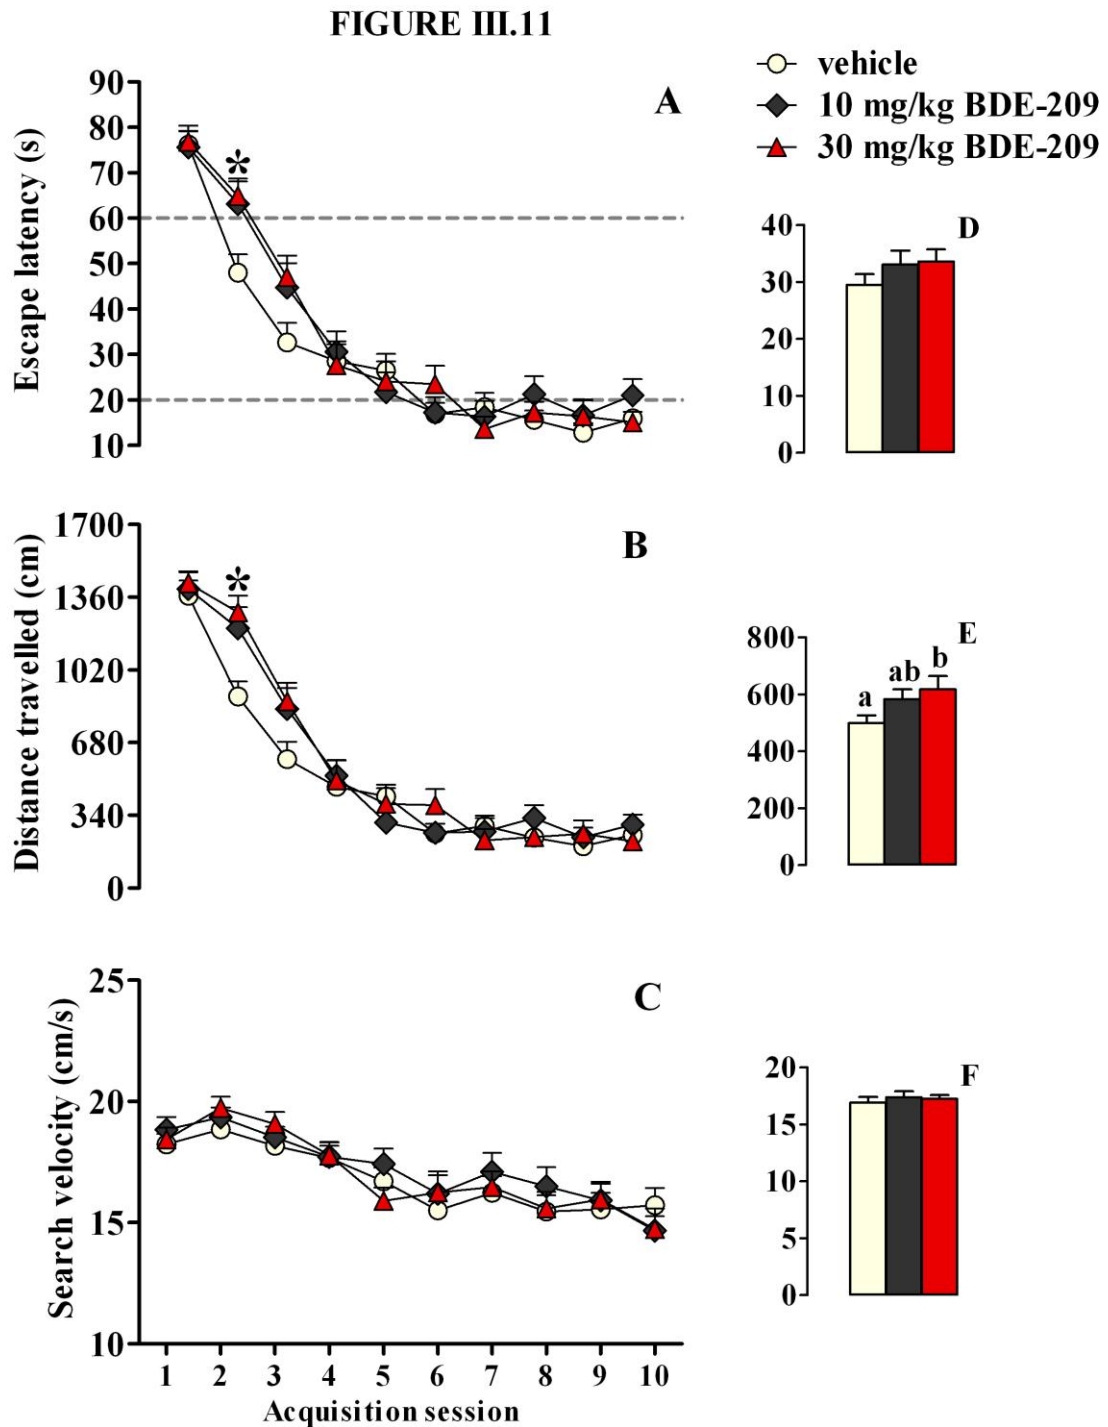 FIGURE III.11
vehicle
10 mg/kg BDE-209
30 mg/kg BDE-209
A
Escape latency (s)
90
80
70
60
50
40
30
20
10
*
D
40
30
20
10
0
B
Distance travelled (cm)
1700
1360
1020
680
340
0
*
E
800
600
400
200
0
a
ab
b
C
Search velocity (cm/s)
25
20
15
10
1 2 3 4 5 6 7 8 9 10
Acquisition session
F
20
15
10
5
0